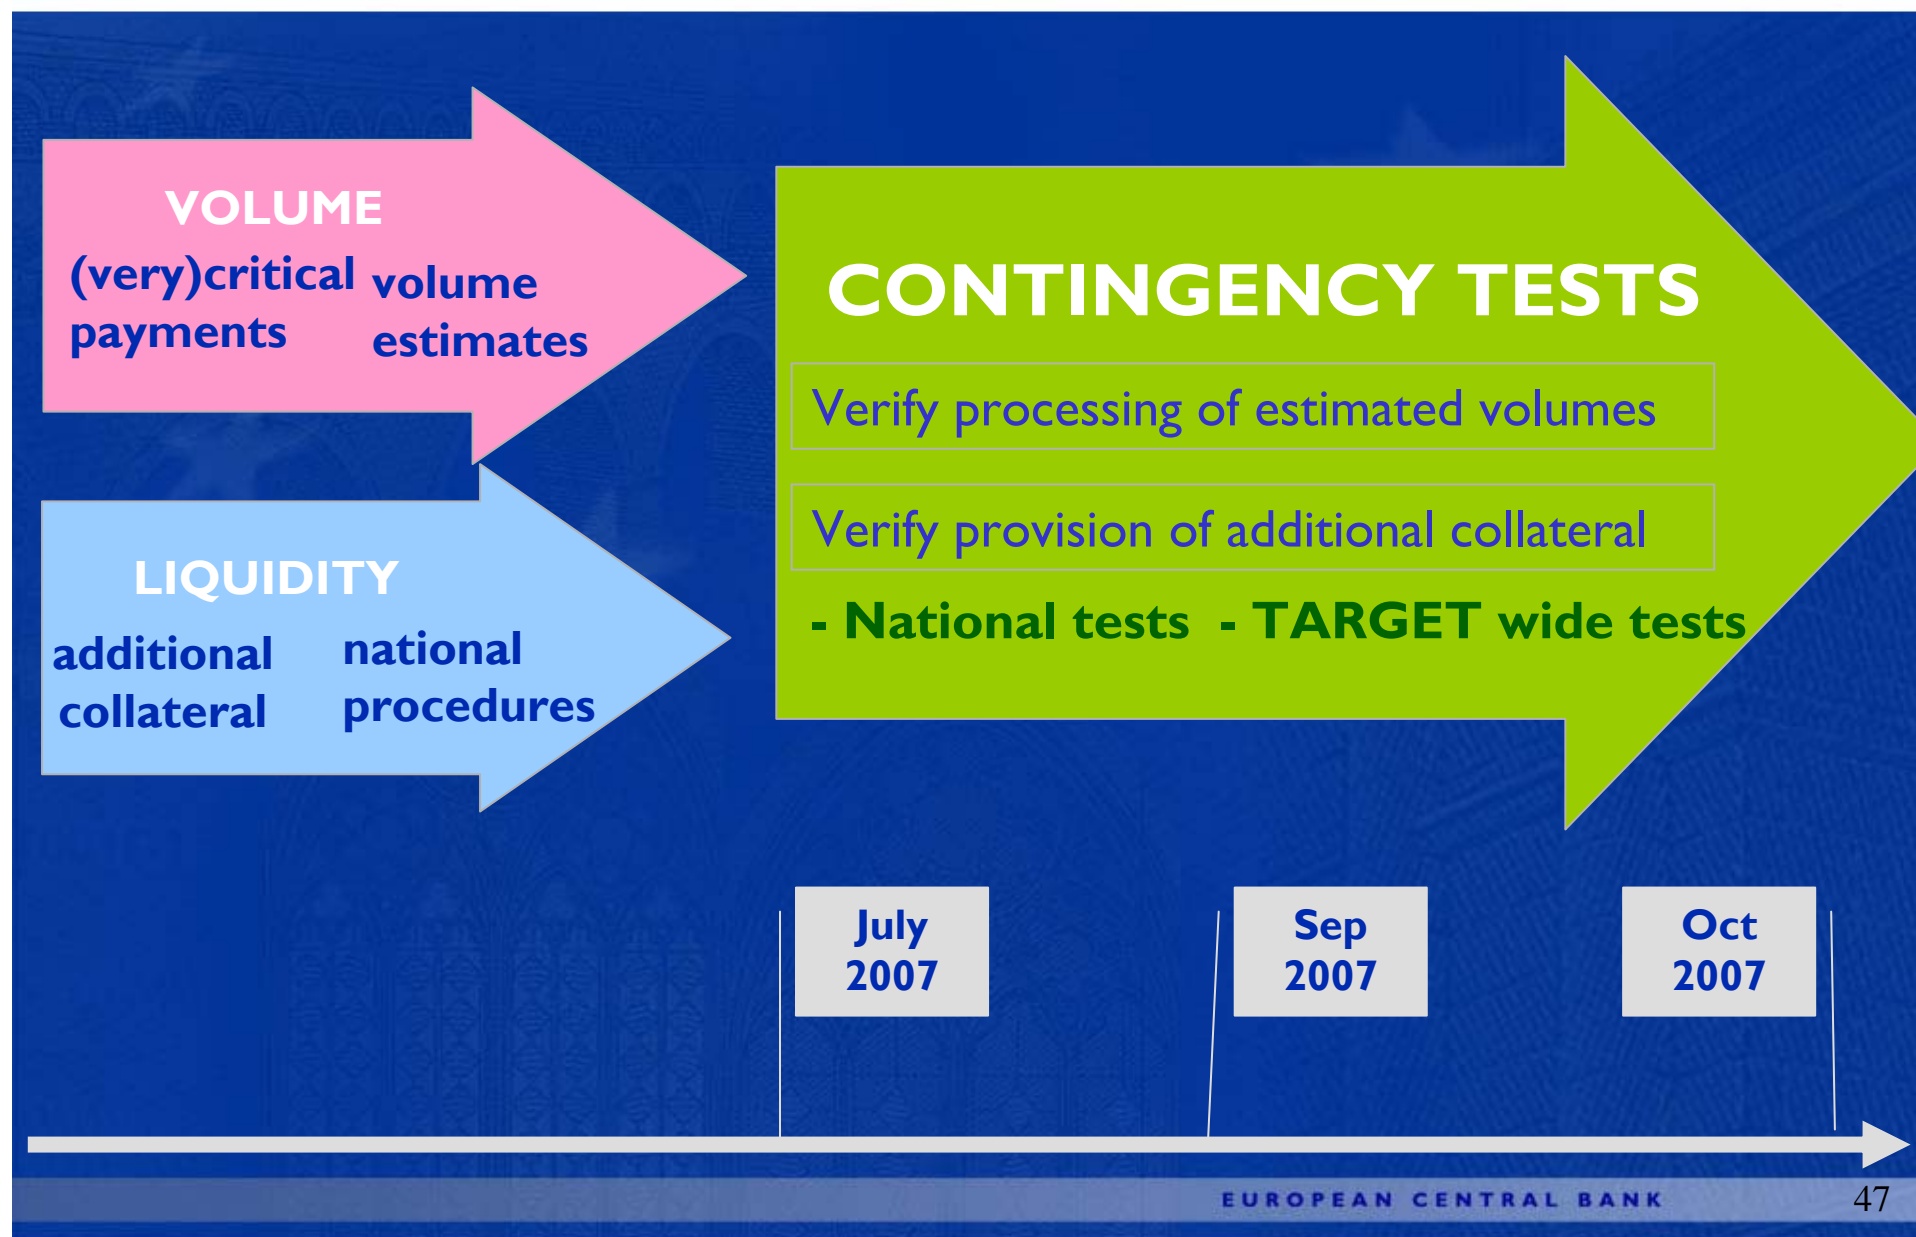 VOLUME
(very)critical
payments
volume
estimates
LIQUIDITY
additional
collateral
national
procedures
CONTINGENCY TESTS
Verify processing of estimated volumes
Verify provision of additional collateral
- National tests - TARGET wide tests
July
2007
Sep
2007
Oct
2007
EUROPEAN CENTRAL BANK
47